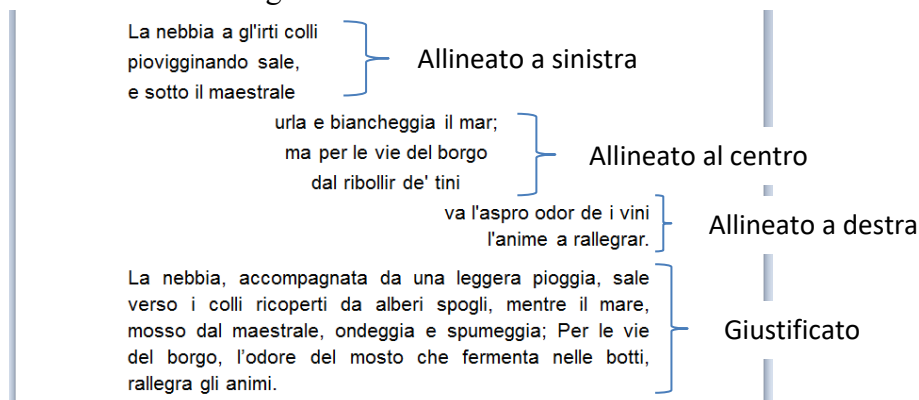 La nebbia a gl'irti colli
piovigginando sale,
e sotto il maestrale
Allineato a sinistra
urla e biancheggia il mar;
ma per le vie del borgo
dal ribollir de' tini
Allineato al centro
va l'aspro odor de i vini
l'anime a rallegrar.
Allineato a destra
La nebbia, accompagnata da una leggera pioggia, sale
verso i colli ricoperti da alberi spogli, mentre il mare,
mosso dal maestrale, ondeggia e spumeggia; Per le vie
del borgo, l'odore del mosto che fermenta nelle botti,
rallegra gli animi.
Giustificato